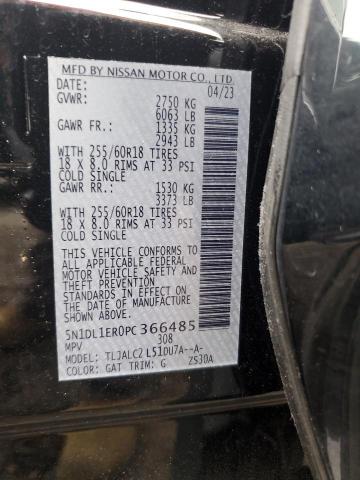 MFD BY NISSAN MOTOR CO., LTD.
DATE: 04/23
GVWR: 2750 KG
6063 LB
GAWR FR.: 1335 KG
2943 LB
WITH 255/60R18 TIRES
18 X 8.0 RIMS AT 33 PSI
COLD SINGLE
GAWR RR.: 1530 KG
3373 LB
WITH 255/60R18 TIRES
18 X 8.0 RIMS AT 33 PSI
COLD SINGLE
THIS VEHICLE CONFORMS TO
ALL APPLICABLE FEDERAL
MOTOR VEHICLE SAFETY AND
THEFT PREVENTION
STANDARDS IN EFFECT ON
THE DATE OF MANUFACTURE
SHOWN ABOVE.
5N1DL1ER0PC366485
MPV 308
MODEL: TLJALC2 L51DU7A--A-
COLOR: GAT TRIM: G ZS30A